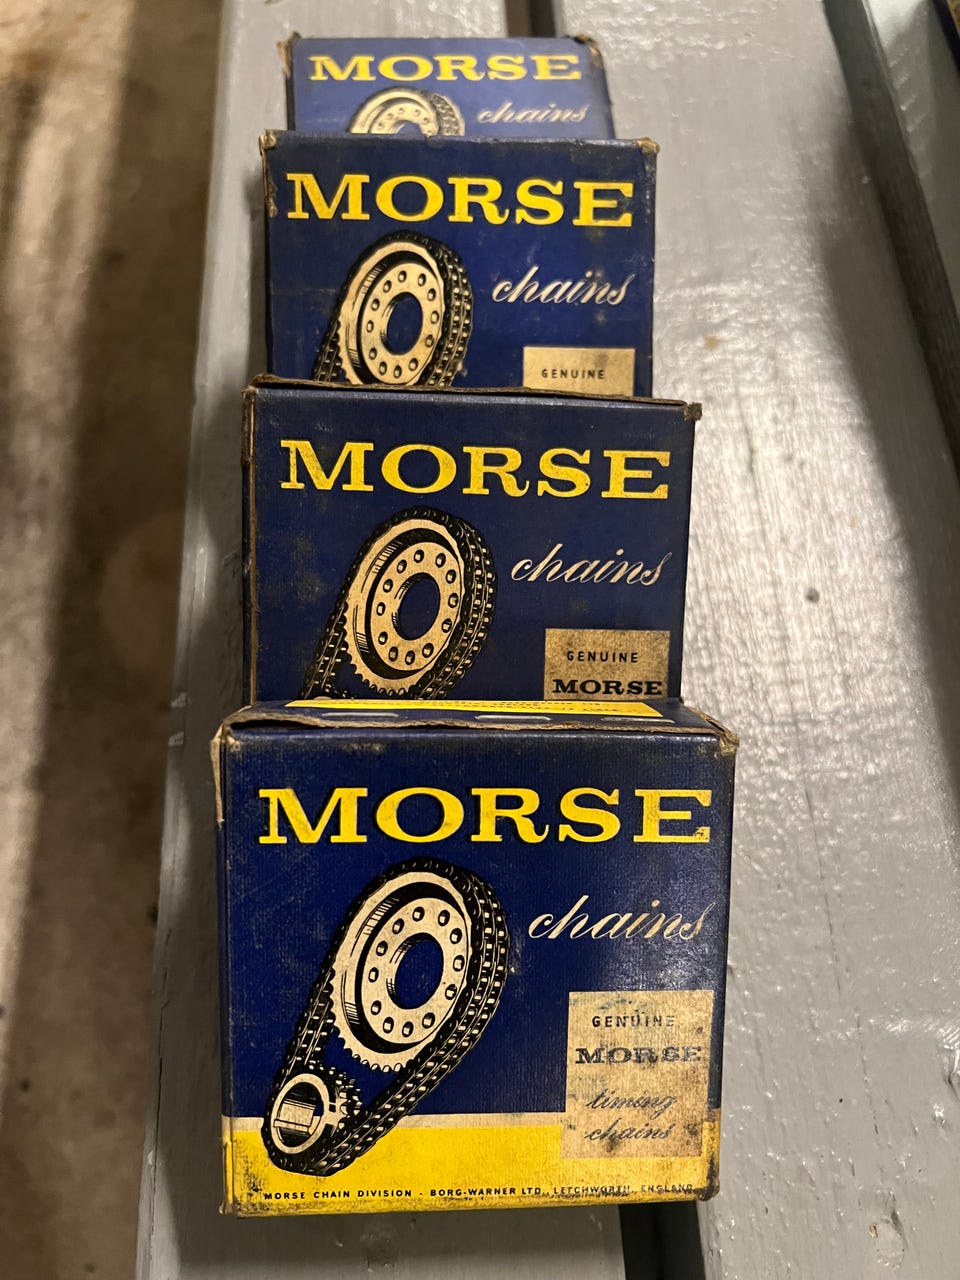 MORSE
chains
MORSE
chains
GENUINE
MORSE
chains
GENUINE
MORSE
MORSE
chains
GENUINE
MORSE
timing
chains
MORSE CHAIN DIVISION · BORG-WARNER LTD., LETCHWORTH, ENGLAND